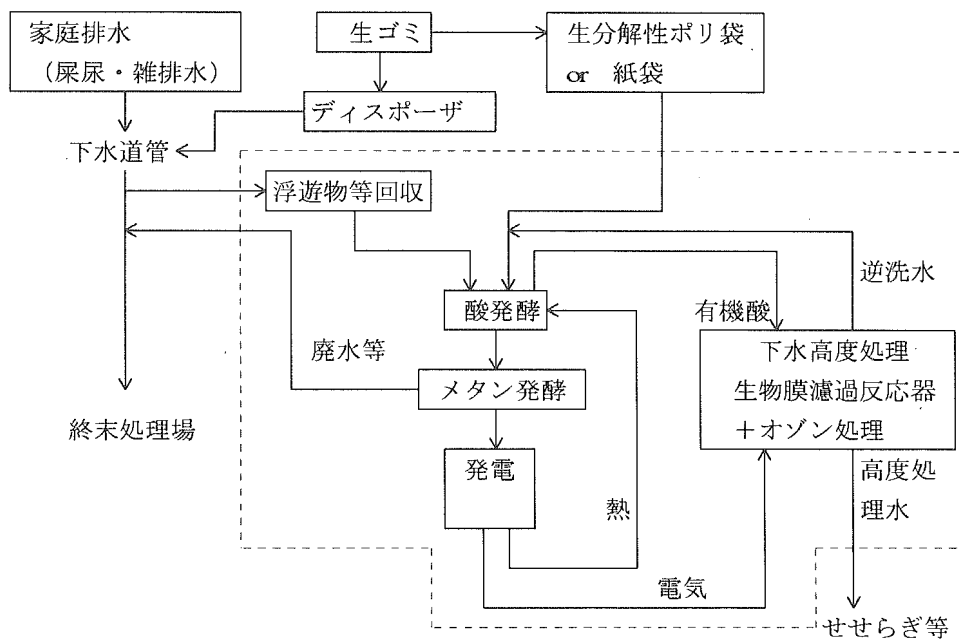 家庭排水
(屎尿・雑排水)
生ゴミ
生分解性ポリ袋
or 紙袋
ディスポーザ
下水道管
浮遊物等回収
逆洗水
有機酸
酸発酵
下水高度処理
生物膜濾過反応器
+オゾン処理
廃水等
メタン発酵
終末処理場
発電
高度処
理水
熱
電気
せせらぎ等